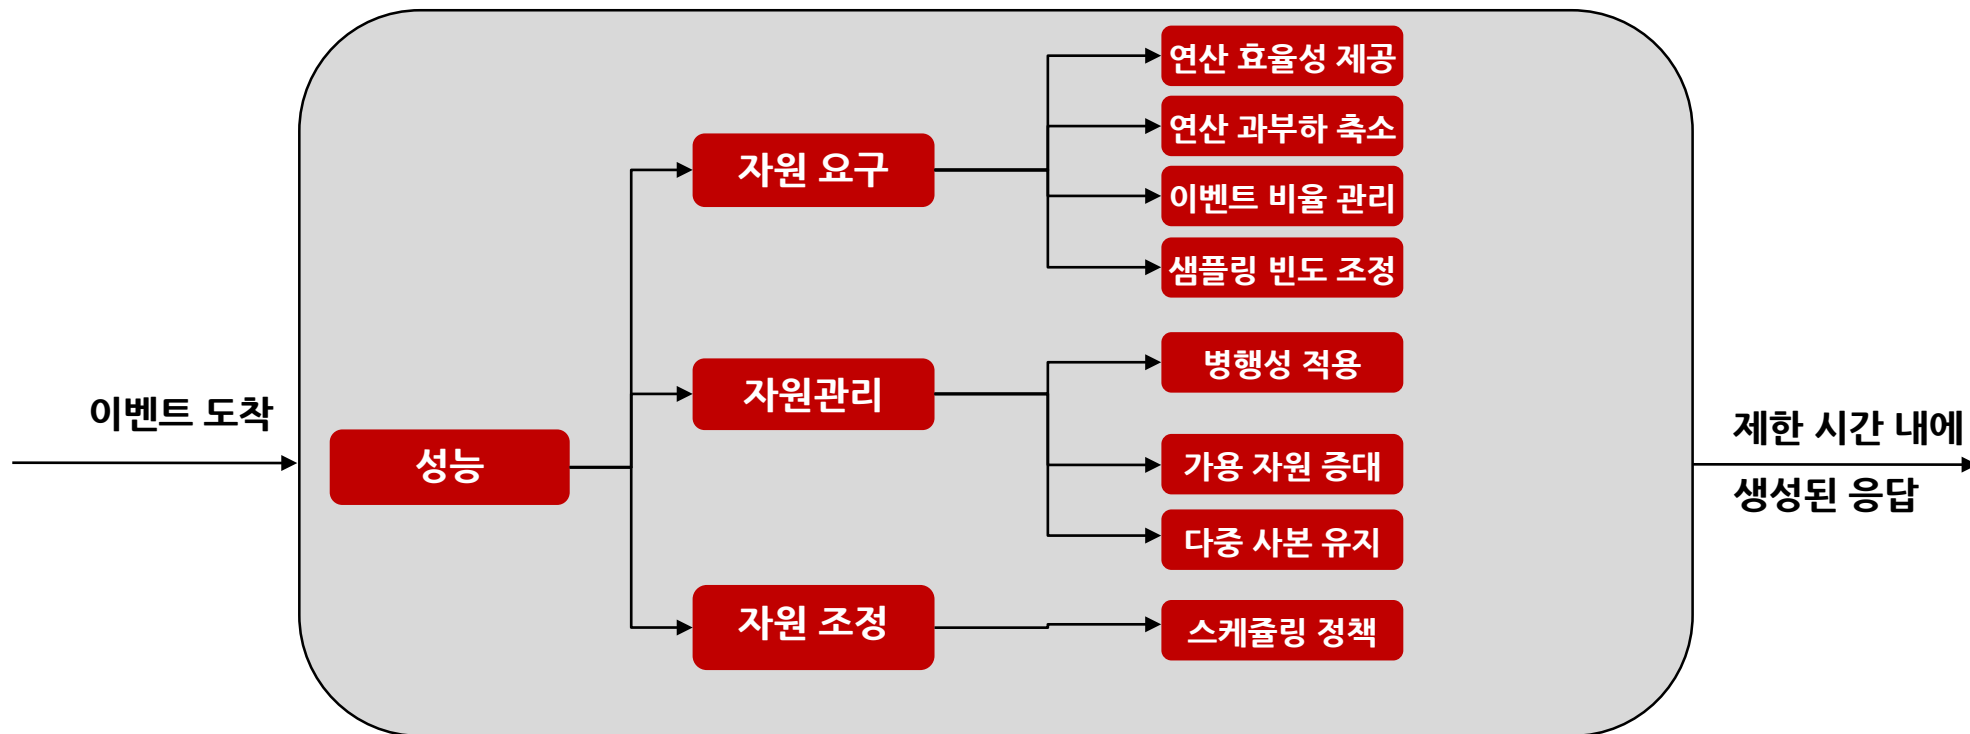 이벤트 도착
성능
자원 요구
연산 효율성 제공
연산 과부하 축소
이벤트 비율 관리
샘플링 빈도 조정
자원관리
병행성 적용
가용 자원 증대
다중 사본 유지
자원 조정
스케쥴링 정책
제한 시간 내에
생성된 응답